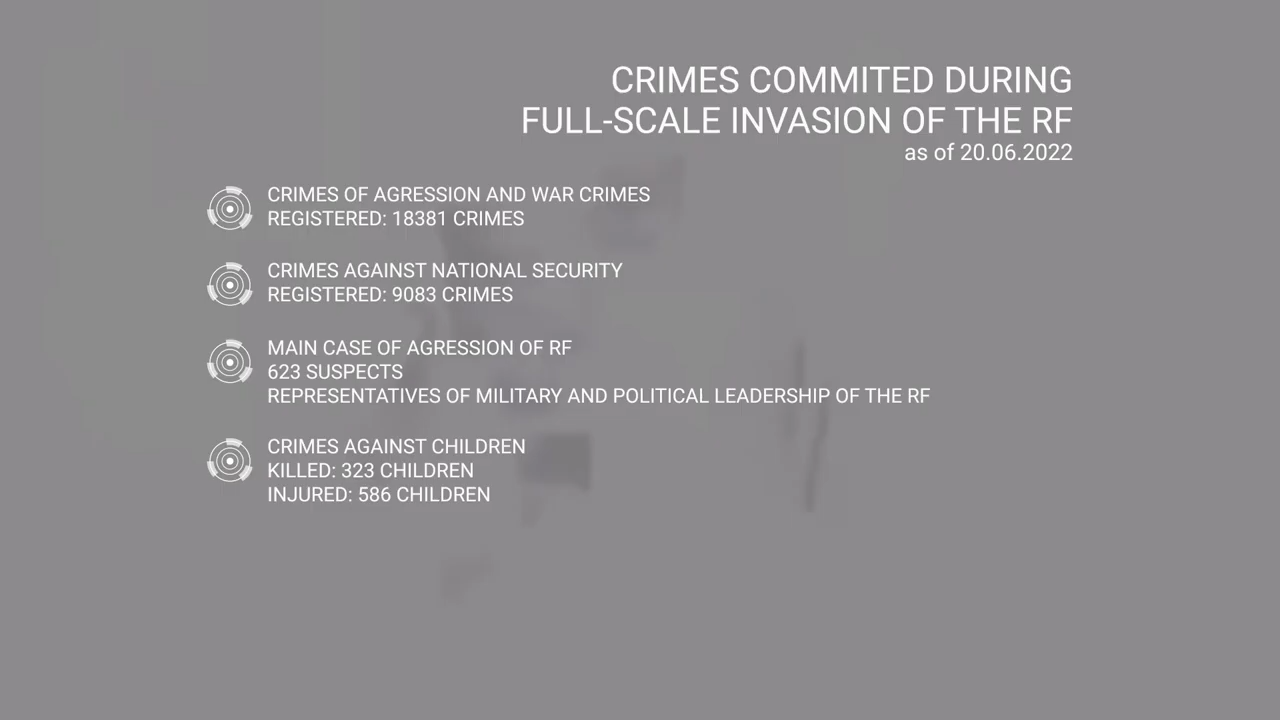 CRIMES COMMITED DURING
FULL-SCALE INVASION OF THE RF
as of 20.06.2022
CRIMES OF AGRESSION AND WAR CRIMES
REGISTERED: 18381 CRIMES
CRIMES AGAINST NATIONAL SECURITY
REGISTERED: 9083 CRIMES
MAIN CASE OF AGRESSION OF RF
623 SUSPECTS
REPRESENTATIVES OF MILITARY AND POLITICAL LEADERSHIP OF THE RF
CRIMES AGAINST CHILDREN
KILLED: 323 CHILDREN
INJURED: 586 CHILDREN